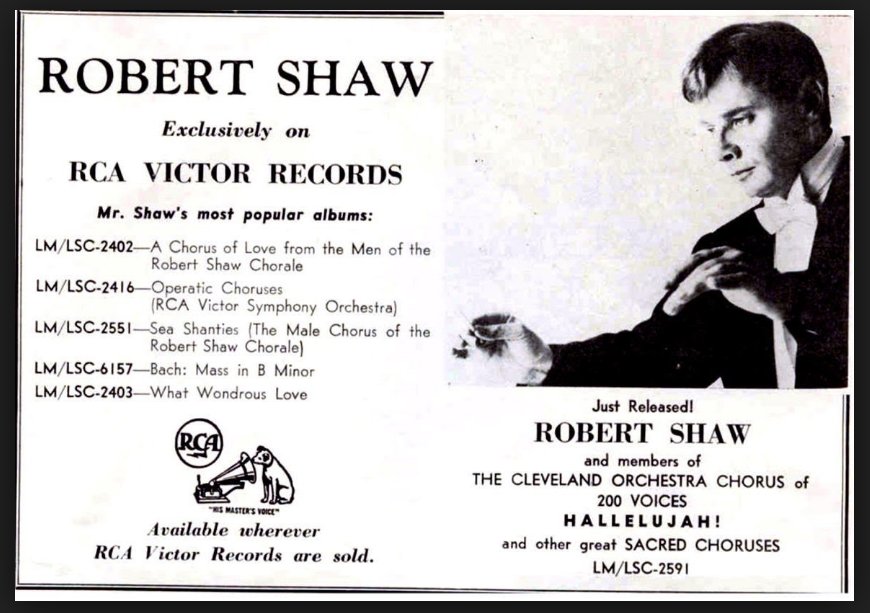 ROBERT SHAW
Exclusively on
RCA VICTOR RECORDS
Mr. Shaw's most popular albums:
LM/LSC-2402—A Chorus of Love from the Men of the
Robert Shaw Chorale
LM/LSC-2416—Operatic Choruses
(RCA Victor Symphony Orchestra)
LM/LSC-2551—Sea Shanties (The Male Chorus of the
Robert Shaw Chorale)
LM/LSC-6157—Bach: Mass in B Minor
LM/LSC-2403—What Wondrous Love
RCA
"HIS MASTER'S VOICE"
Available wherever
RCA Victor Records are sold.
Just Released!
ROBERT SHAW
and members of
THE CLEVELAND ORCHESTRA CHORUS of
200 VOICES
HALLELUJAH!
and other great SACRED CHORUSES
LM/LSC-2591